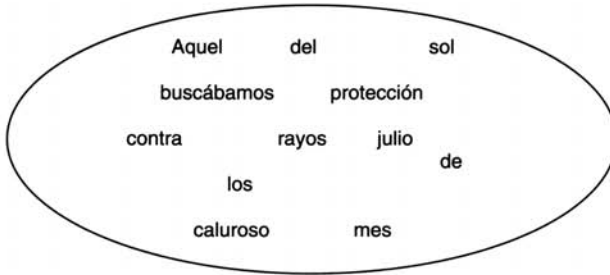 Aquel del sol
buscábamos protección
contra rayos julio
de
los
caluroso mes